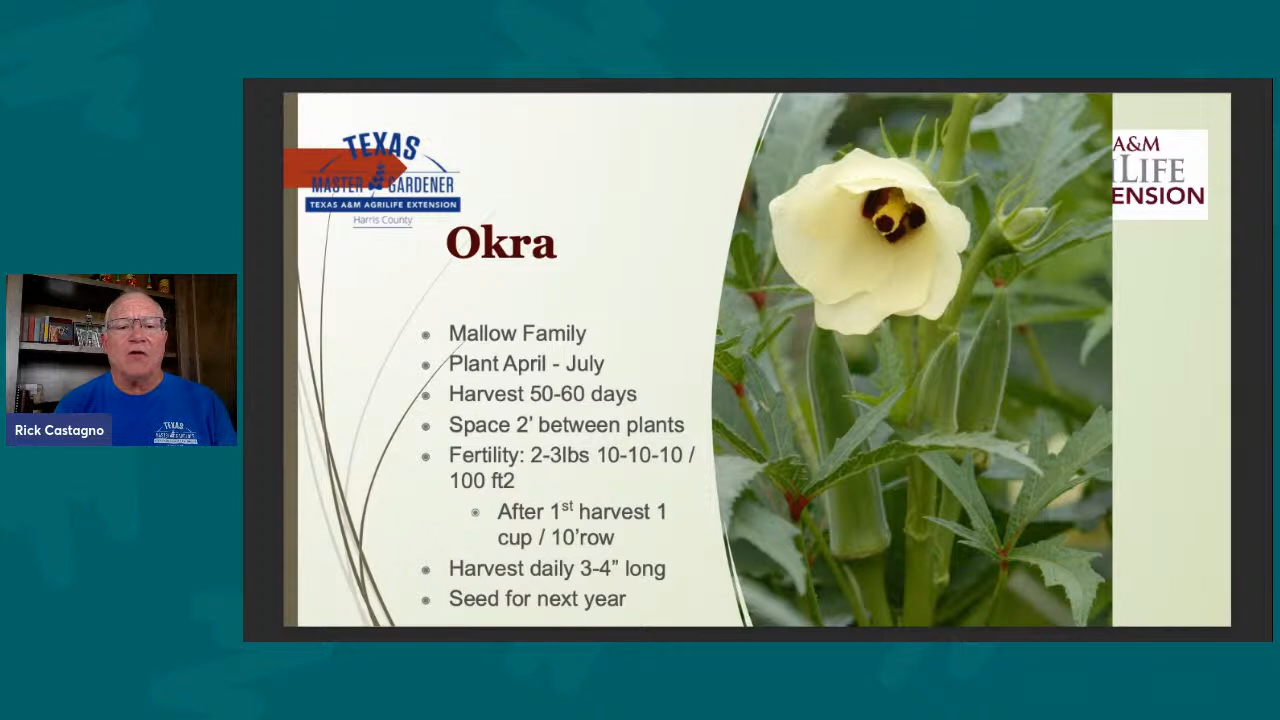 TEXAS
MASTER GARDENER
TEXAS A&M AGRILIFE EXTENSION
Harris County
A&M
ILIFE
ENSION
Okra
Mallow Family
Plant April - July
Harvest 50-60 days
Space 2' between plants
Fertility: 2-3lbs 10-10-10 /
100 ft2
After 1st harvest 1
cup / 10'row
Harvest daily 3-4” long
Seed for next year
Rick Castagno
TEXAS